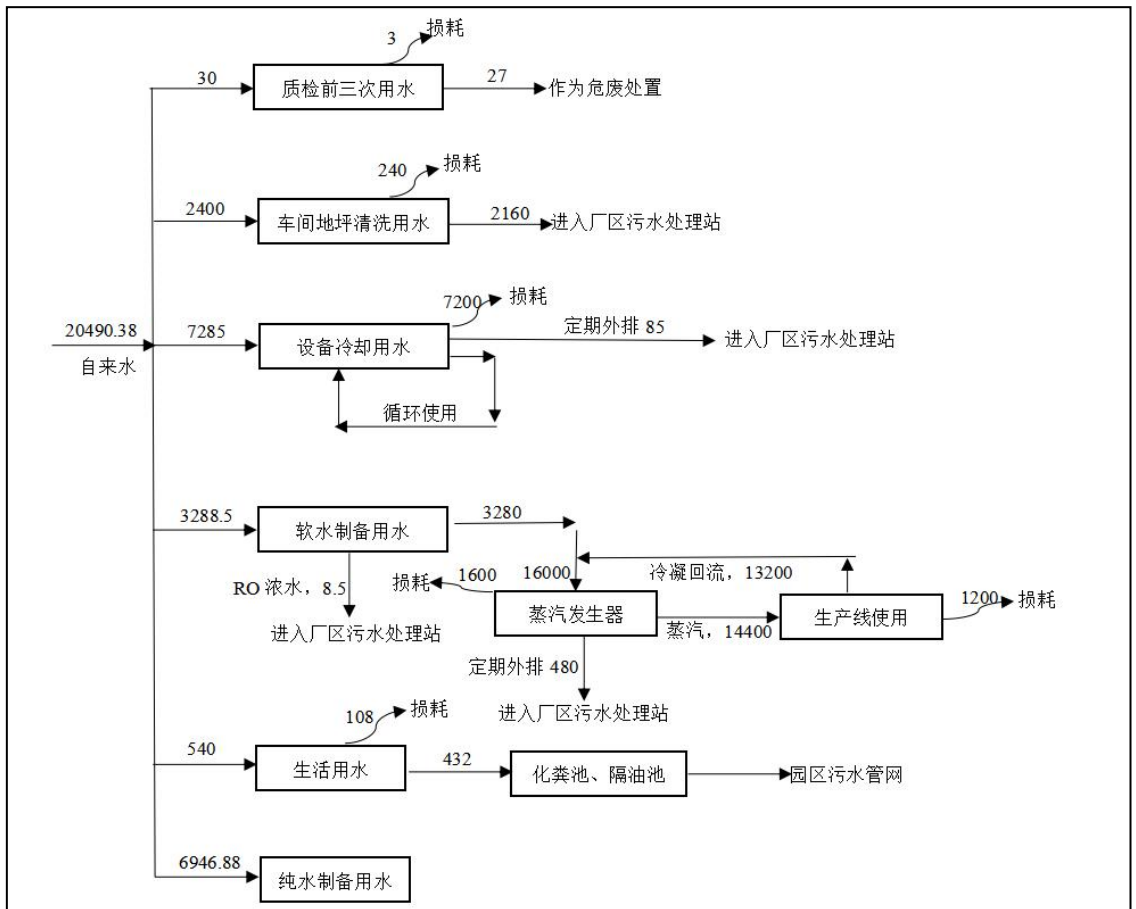 损耗
3
30
质检前三次用水
27
作为危废处置
损耗
240
2400
车间地坪清洗用水
2160
进入厂区污水处理站
损耗
7200
20490.38
自来水
7285
设备冷却用水
定期外排 85
进入厂区污水处理站
循环使用
3288.5
软水制备用水
3280
RO 浓水，8.5
进入厂区污水处理站
损耗
1600
16000
冷凝回流，13200
蒸汽发生器
蒸汽，14400
生产线使用
1200
损耗
定期外排 480
进入厂区污水处理站
损耗
108
540
生活用水
432
化粪池、隔油池
园区污水管网
6946.88
纯水制备用水